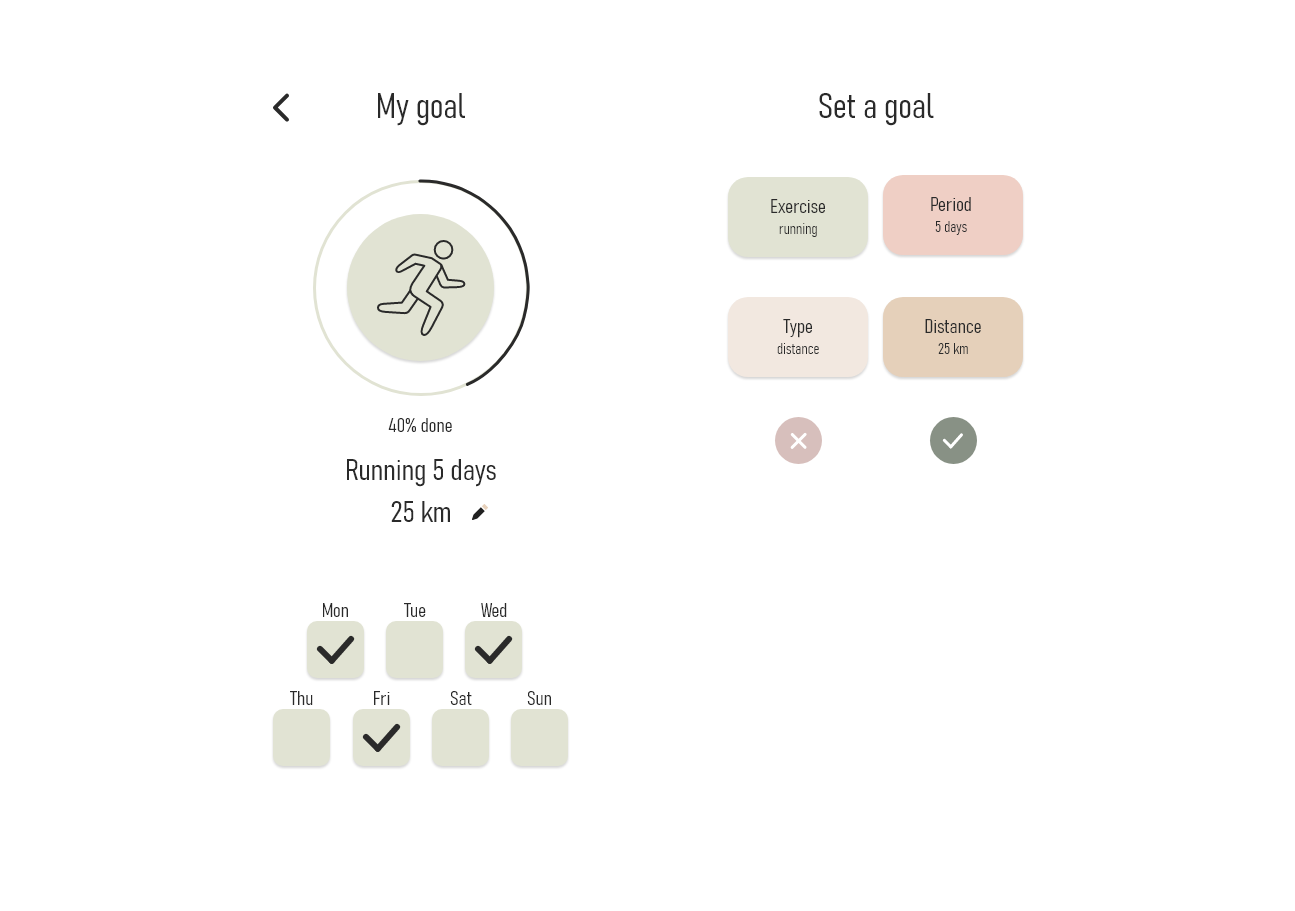 My goal
40% done
Running 5 days
25 km
Mon Tue Wed
Thu Fri Sat Sun
Set a goal
Exercise
running
Period
5 days
Type
distance
Distance
25 km